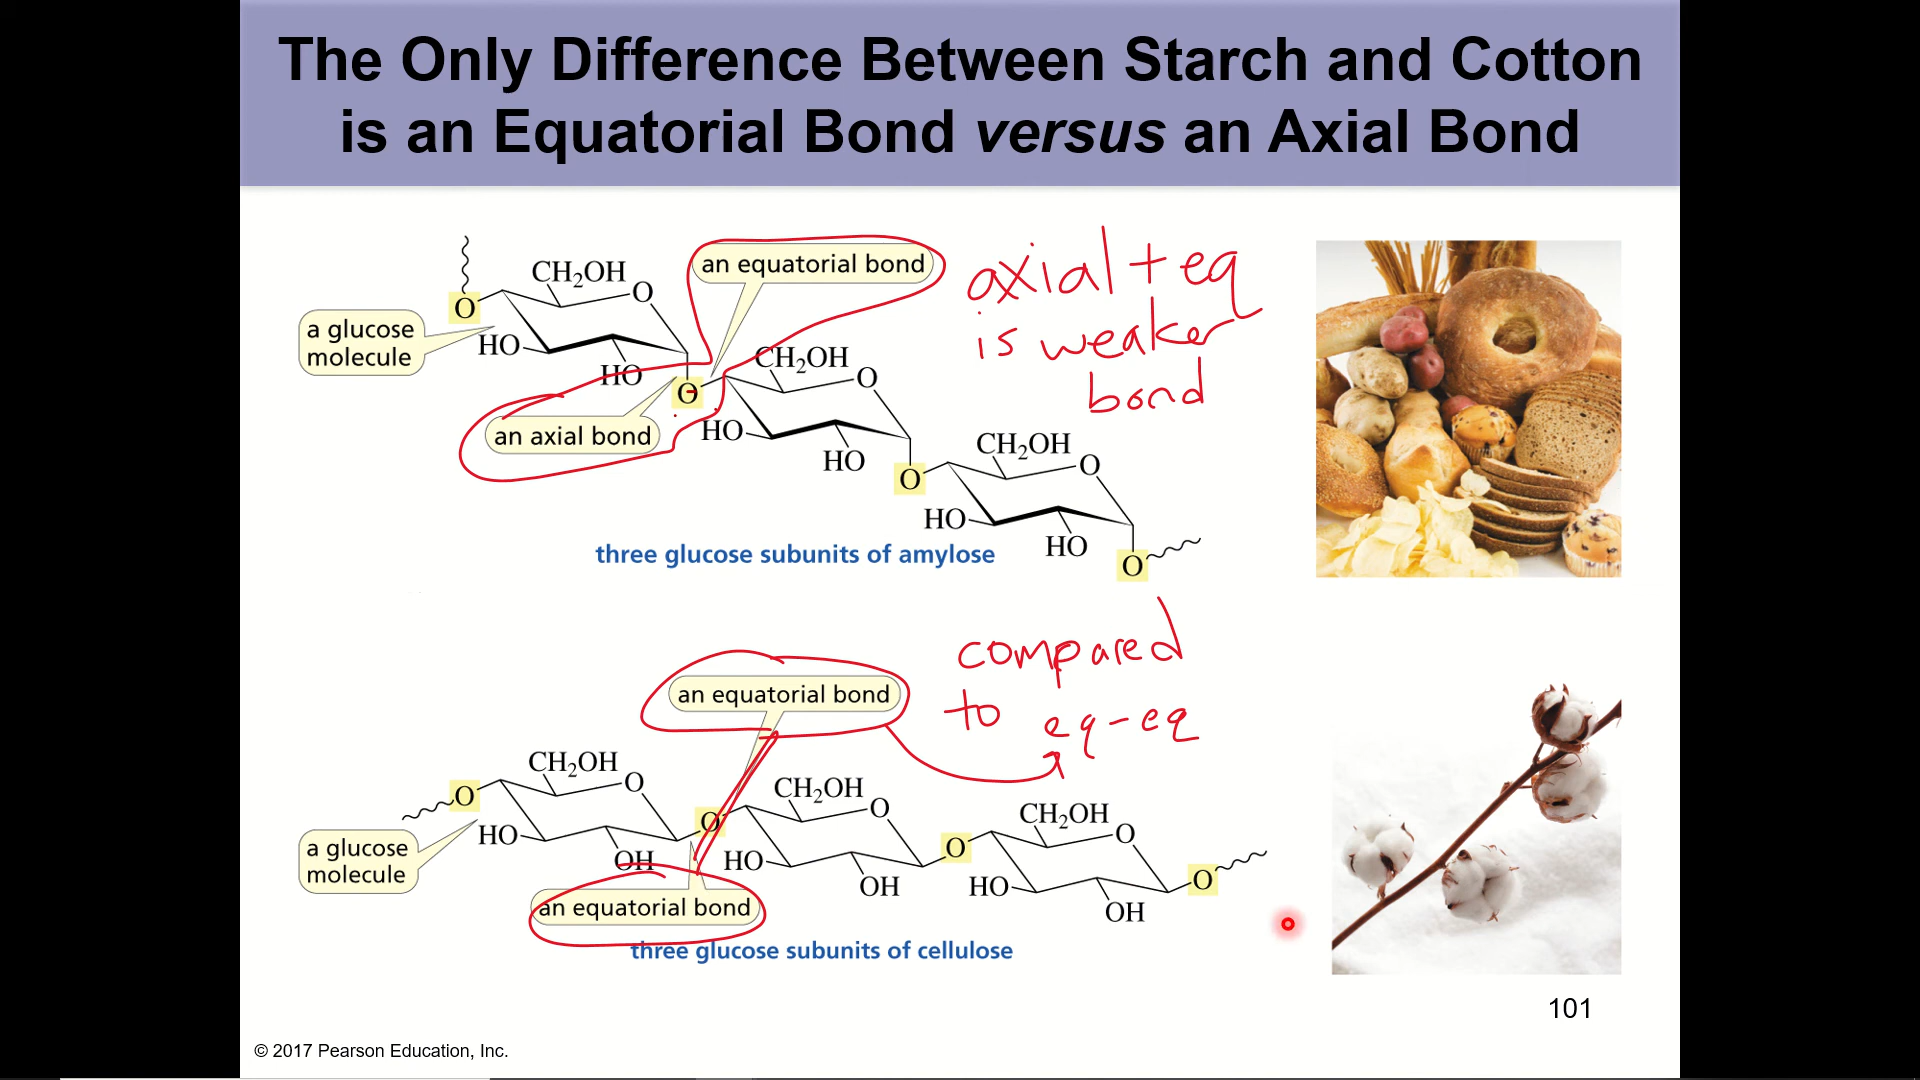 The Only Difference Between Starch and Cotton
is an Equatorial Bond versus an Axial Bond
an equatorial bond
axial + eq
is weaker
bond
CH₂OH
O
O
a glucose
molecule
HO
HO
O
an axial bond
CH₂OH
O
HO
HO
O
CH₂OH
O
HO
HO
O
three glucose subunits of amylose
compared
to eq-eq
an equatorial bond
CH₂OH
O
O
HO
OH
a glucose
molecule
O
CH₂OH
O
HO
OH
O
CH₂OH
O
HO
OH
O
an equatorial bond
three glucose subunits of cellulose
101
© 2017 Pearson Education, Inc.